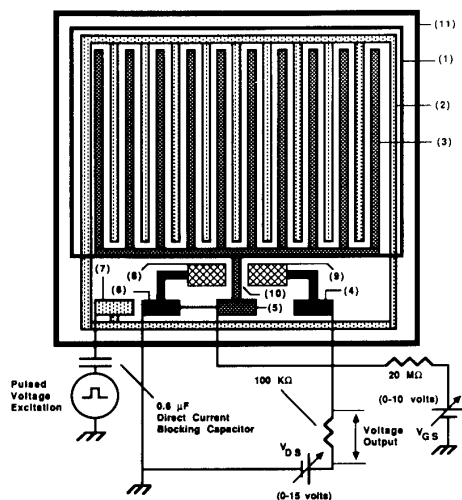 (11)
(1)
(2)
(3)
(7)
(8)
(9)
(6)
(10)
(5)
(4)
Pulsed
Voltage
Excitation
0.6 µF
Direct Current
Blocking Capacitor
100 KΩ
20 MΩ
(0-10 volts)
V GS
Voltage
Output
V DS
(0-15 volts)